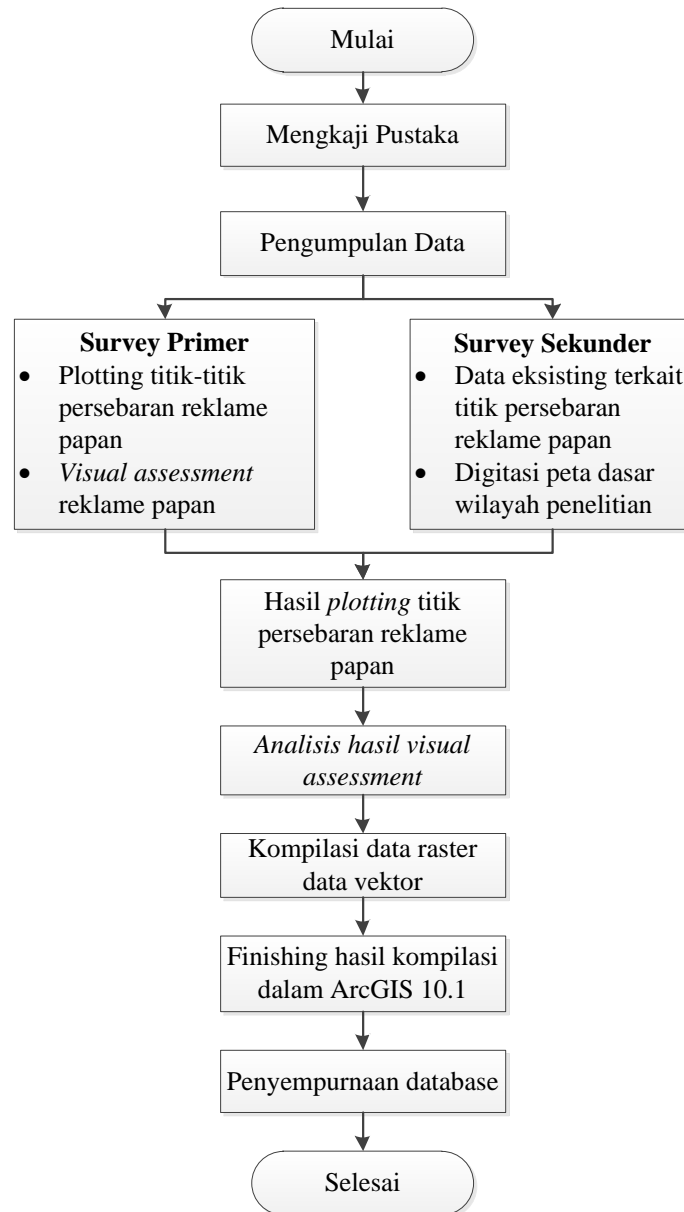 Mulai
Mengkaji Pustaka
Pengumpulan Data
Survey Primer
• Plotting titik-titik
persebaran reklame
papan
• Visual assessment
reklame papan
Survey Sekunder
• Data eksisting terkait
titik persebaran
reklame papan
• Digitasi peta dasar
wilayah penelitian
Hasil plotting titik
persebaran reklame
papan
Analisis hasil visual
assessment
Kompilasi data raster
data vektor
Finishing hasil kompilasi
dalam ArcGIS 10.1
Penyempurnaan database
Selesai